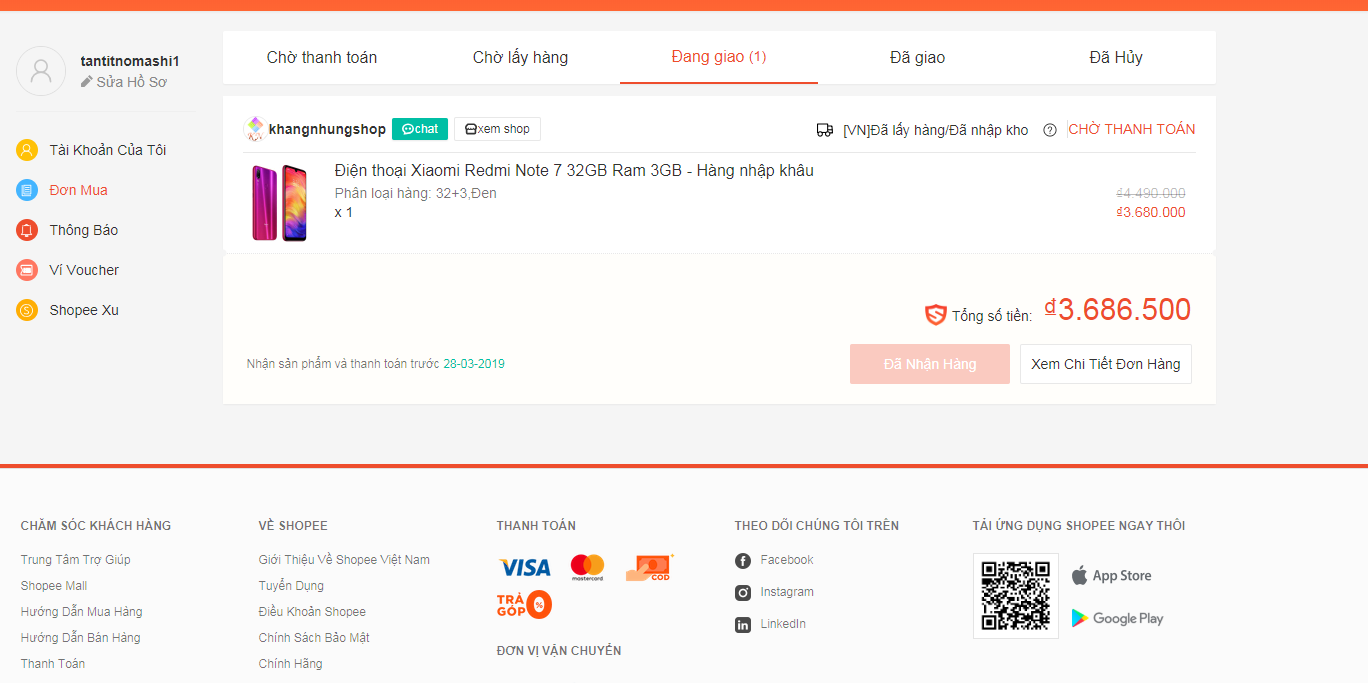 tantitnomashi1
Sửa Hồ Sơ
Tài Khoản Của Tôi
Đơn Mua
Thông Báo
Ví Voucher
Shopee Xu
Chờ thanh toán
Chờ lấy hàng
Đang giao (1)
Đã giao
Đã Hủy
khangnhungshop
chat
xem shop
[VN]Đã lấy hàng/Đã nhập kho
?
CHỜ THANH TOÁN
Điện thoại Xiaomi Redmi Note 7 32GB Ram 3GB - Hàng nhập khâu
Phân loại hàng: 32+3,Đen
x 1
₫4.490.000
₫3.680.000
Tổng số tiền: ₫3.686.500
Nhận sản phẩm và thanh toán trước 28-03-2019
Đã Nhận Hàng
Xem Chi Tiết Đơn Hàng
CHĂM SÓC KHÁCH HÀNG
Trung Tâm Trợ Giúp
Shopee Mall
Hướng Dẫn Mua Hàng
Hướng Dẫn Bán Hàng
Thanh Toán
VỀ SHOPEE
Giới Thiệu Về Shopee Việt Nam
Tuyển Dụng
Điều Khoản Shopee
Chính Sách Bảo Mật
Chính Hãng
THANH TOÁN
VISA
mastercard
COD
TRẢ
GÓP
%
ĐƠN VỊ VẬN CHUYỂN
THEO DÕI CHÚNG TÔI TRÊN
Facebook
Instagram
LinkedIn
TẢI ỨNG DỤNG SHOPEE NGAY THÔI
App Store
Google Play